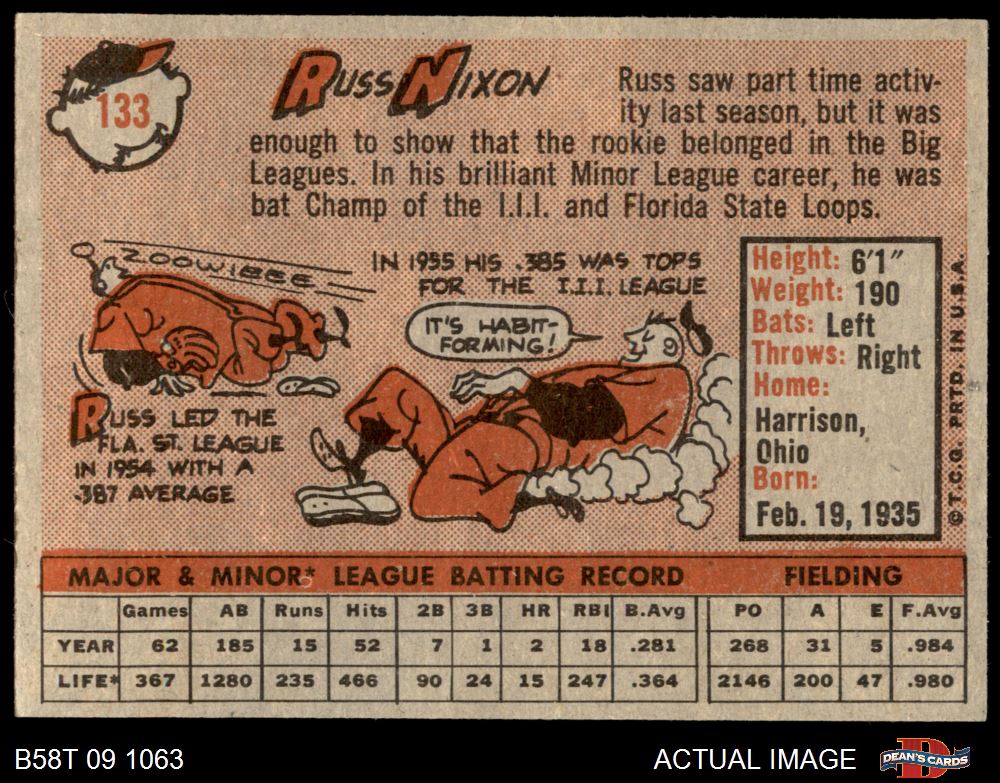 133
Russ Nixon
Russ saw part time activ-
ity last season, but it was
enough to show that the rookie belonged in the Big
Leagues. In his brilliant Minor League career, he was
bat Champ of the I.I.I. and Florida State Loops.
ZOOWIEEE
IN 1955 HIS .385 WAS TOPS
FOR THE I.I.I. LEAGUE
IT'S HABIT-
FORMING!
RUSS LED THE
FLA. ST. LEAGUE
IN 1954 WITH A
.387 AVERAGE
Height: 6'1"
Weight: 190
Bats: Left
Throws: Right
Home:
Harrison,
Ohio
Born:
Feb. 19, 1935
© T.C.G. PRTD. IN U.S.A.
MAJOR & MINOR* LEAGUE BATTING RECORD FIELDING
Games AB Runs Hits 2B 3B HR RBI B.Avg PO A E F.Avg
YEAR 62 185 15 52 7 1 2 18 .281 268 31 5 .984
LIFE* 367 1280 235 466 90 24 15 247 .364 2146 200 47 .980
B58T 09 1063 ACTUAL IMAGE DEAN'S CARDS